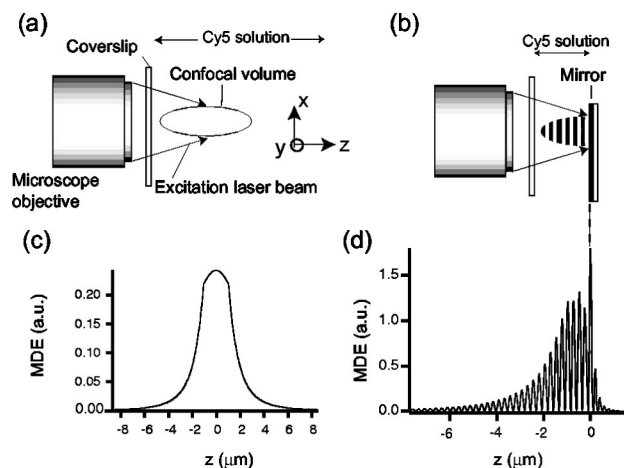 (a)
Coverslip
Cy5 solution
Confocal volume
x
y
z
Microscope
objective
Excitation laser beam
(b)
Cy5 solution
Mirror
(c)
MDE (a.u.)
0.20
0.15
0.10
0.05
0.00
-8 -6 -4 -2 0 2 4 6 8
z (μm)
(d)
MDE (a.u.)
1.5
1.0
0.5
0.0
-6 -4 -2 0
z (μm)